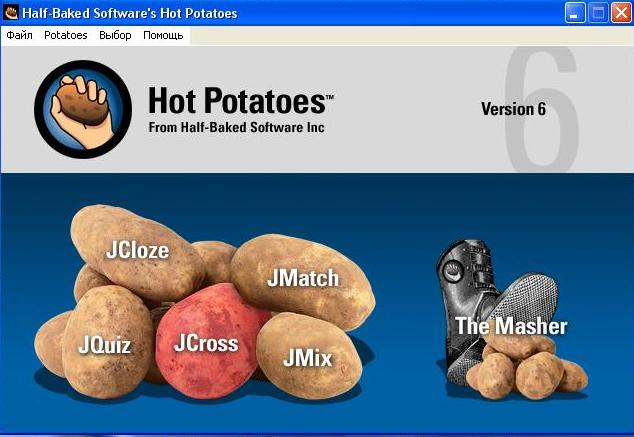 Half-Baked Software's Hot Potatoes
Файл Potatoes Выбор Помощь
Hot Potatoes™
From Half-Baked Software Inc
Version 6
6
JCloze
JMatch
JQuiz
JCross
JMix
The Masher